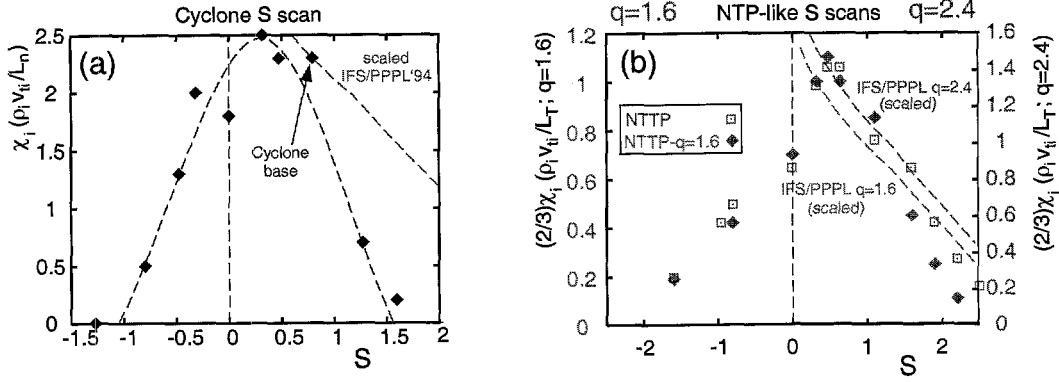 Cyclone S scan
(a)
χi (ρi vti/Ln)
2.5
2
1.5
1
0.5
0
scaled
IFS/PPPL'94
Cyclone
base
-1.5 -1 -0.5 0 0.5 1 1.5 2
S
q=1.6 NTP-like S scans q=2.4
(b)
(2/3)χi (ρi vti/LT; q=1.6)
1.2
1
0.8
0.6
0.4
0.2
0
NTTP
NTTP-q=1.6
IFS/PPPL q=2.4
(scaled)
IFS/PPPL q=1.6
(scaled)
1.6
1.4
1.2
1
0.8
0.6
0.4
0.2
0
(2/3)χi (ρi vti/LT; q=2.4)
-2 -1 0 1 2
S